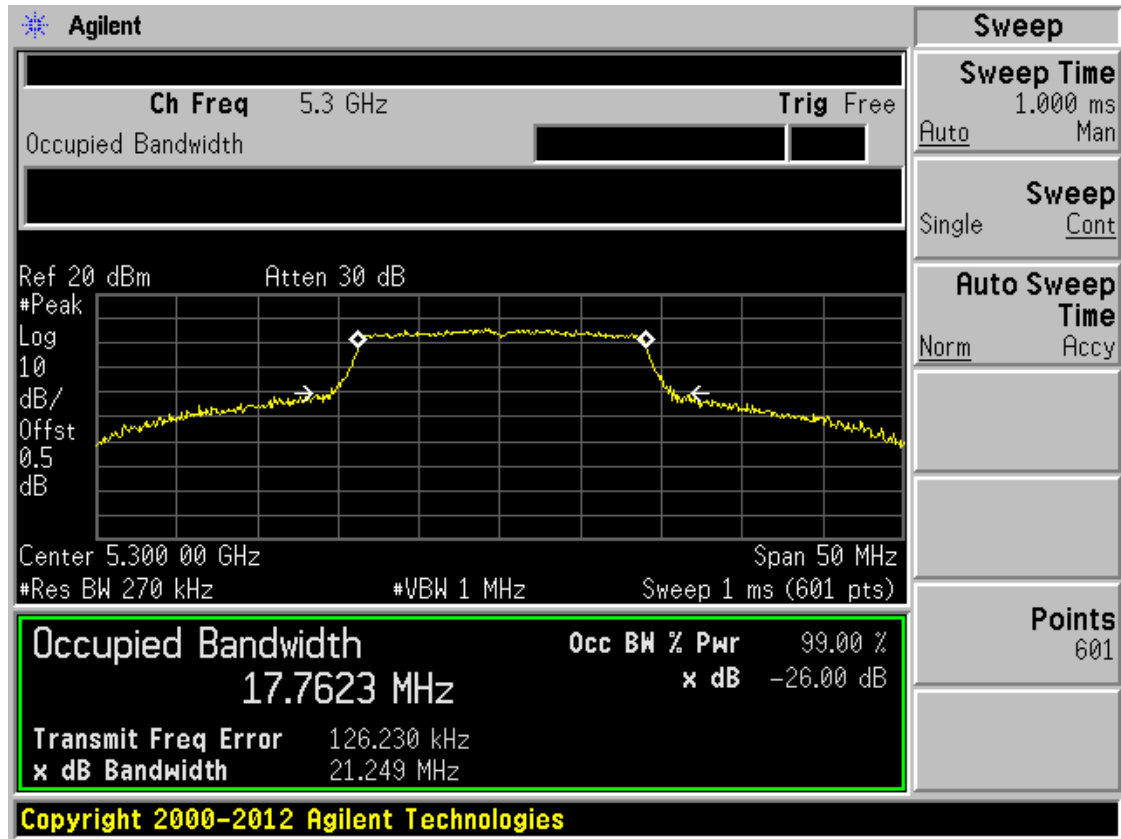 Agilent
Ch Freq 5.3 GHz Trig Free
Occupied Bandwidth
Ref 20 dBm Atten 30 dB
#Peak
Log
10
dB/
Offst
0.5
dB
Center 5.300 00 GHz Span 50 MHz
#Res BW 270 kHz #VBW 1 MHz Sweep 1 ms (601 pts)
Occupied Bandwidth
17.7623 MHz
Occ BW % Pwr 99.00 %
x dB -26.00 dB
Transmit Freq Error 126.230 kHz
x dB Bandwidth 21.249 MHz
Copyright 2000-2012 Agilent Technologies
Sweep
Sweep Time
1.000 ms
Auto Man
Sweep
Single Cont
Auto Sweep
Time
Norm Accy
Points
601